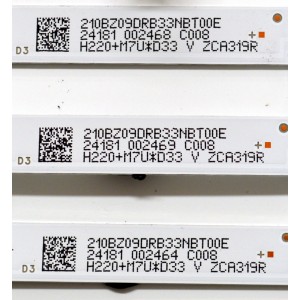 210BZ09DRB33NBT00E
24181 002468 C008
D3 H220+M7U*D33 V ZCA319R
210BZ09DRB33NBT00E
24181 002469 C008
D3 H220+M7U*D33 V ZCA319R
210BZ09DRB33NBT00E
24181 002464 C008
D3 H220+M7U*D33 V ZCA319R